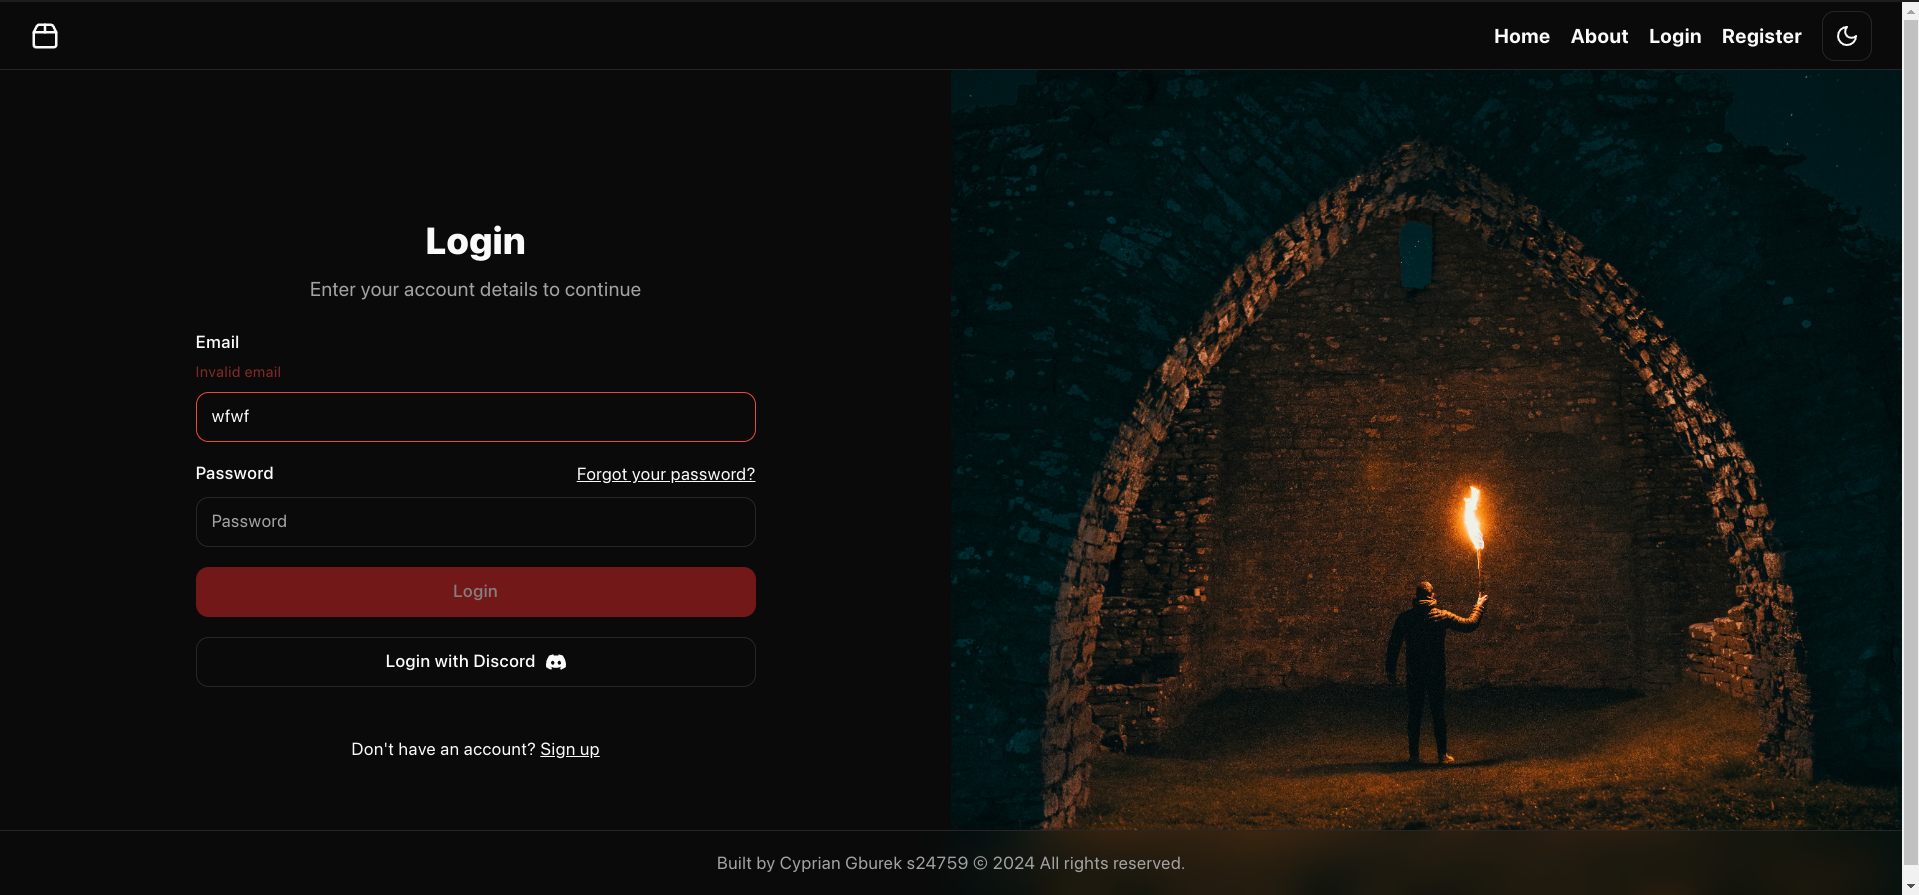 Home About Login Register
Login
Enter your account details to continue
Email
Invalid email
wfwf
Password Forgot your password?
Password
Login
Login with Discord
Don't have an account? Sign up
Built by Cyprian Gburek s24759 © 2024 All rights reserved.